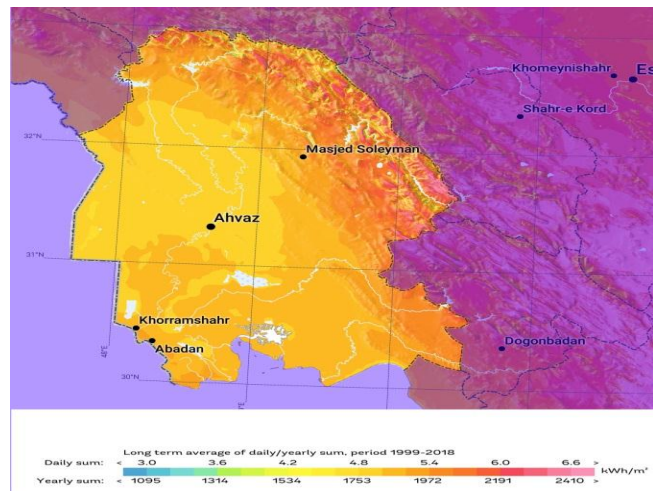 Khomeynishahr
Es
Shahr-e Kord
32°N
Masjed Soleyman
Ahvaz
31°N
Khorramshahr
Abadan
Dogonbadan
48°E
30°N
Long term average of daily/yearly sum, period 1999-2018
Daily sum: < 3.0 3.6 4.2 4.8 5.4 6.0 6.6 >
kWh/m²
Yearly sum: < 1095 1314 1534 1753 1972 2191 2410 >